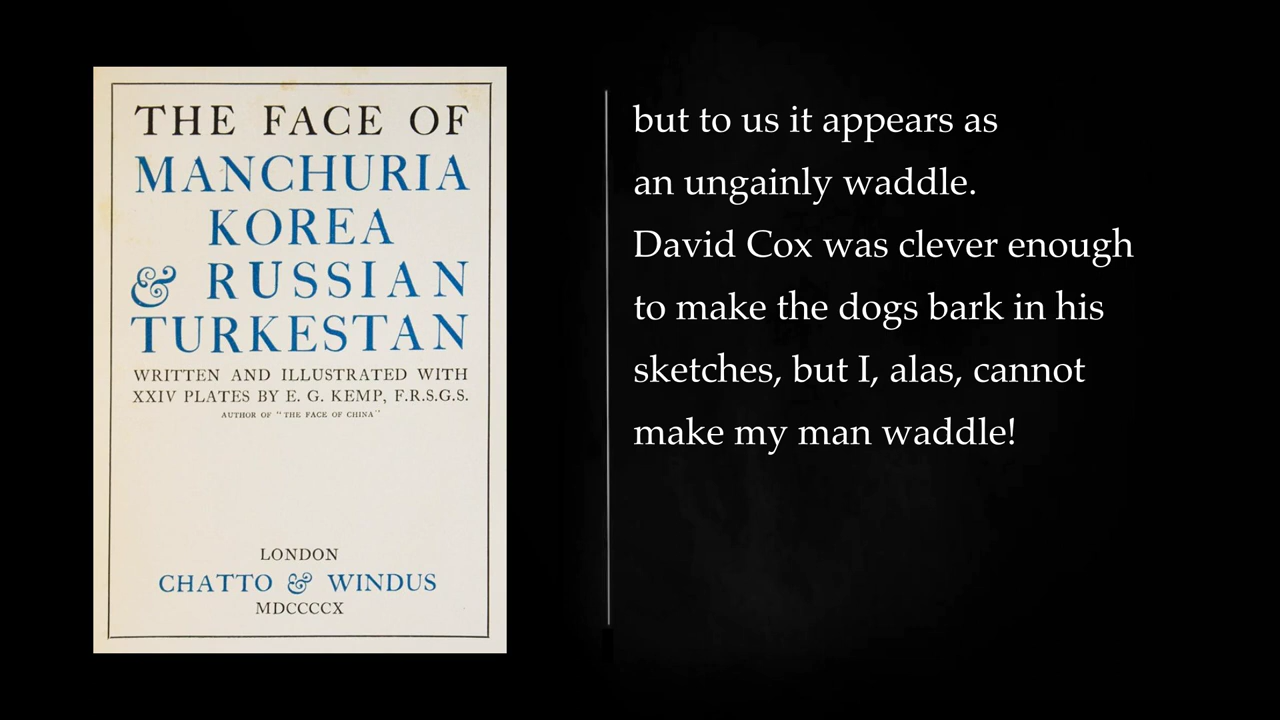 THE FACE OF
MANCHURIA
KOREA
& RUSSIAN
TURKESTAN
WRITTEN AND ILLUSTRATED WITH
XXIV PLATES BY E. G. KEMP, F.R.S.G.S.
AUTHOR OF "THE FACE OF CHINA"
LONDON
CHATTO & WINDUS
MDCCCCX
but to us it appears as
an ungainly waddle.
David Cox was clever enough
to make the dogs bark in his
sketches, but I, alas, cannot
make my man waddle!